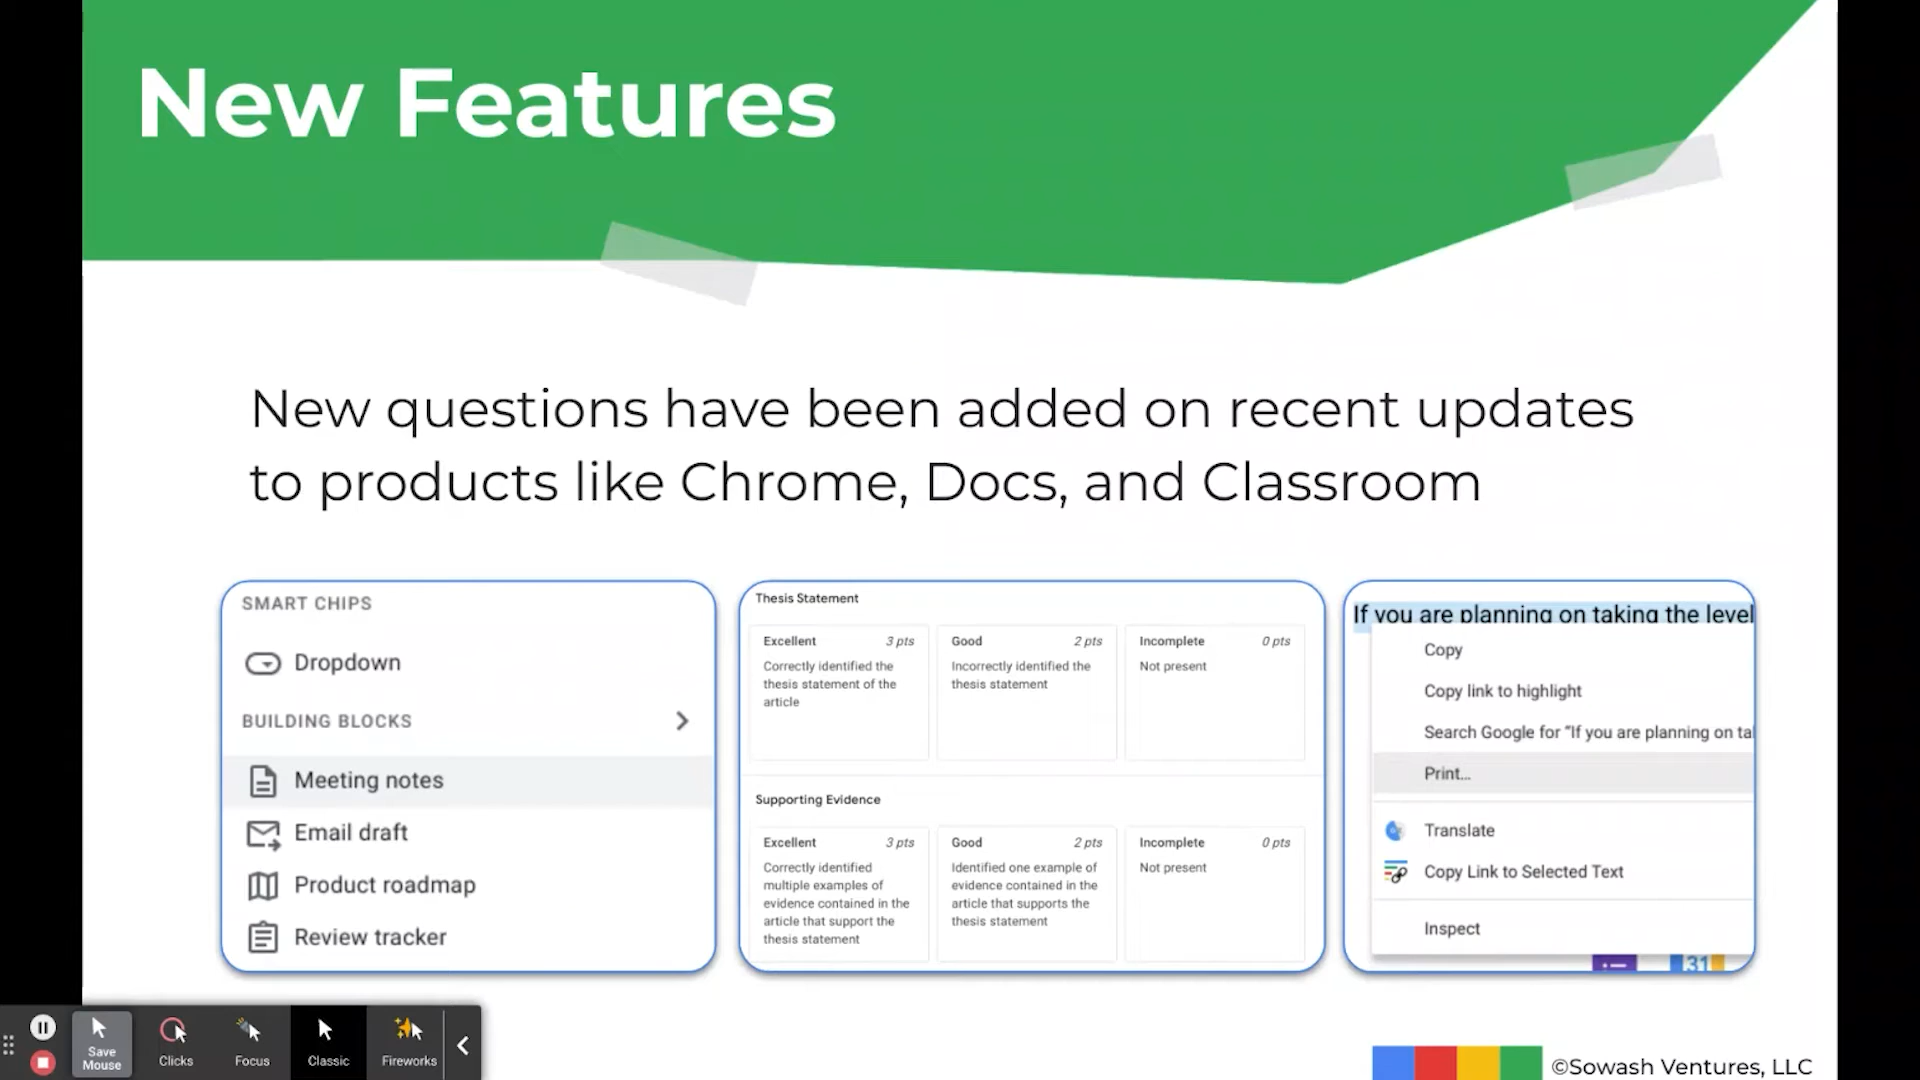 New Features
New questions have been added on recent updates
to products like Chrome, Docs, and Classroom
SMART CHIPS
Dropdown
BUILDING BLOCKS
Meeting notes
Email draft
Product roadmap
Review tracker
Thesis Statement
Excellent 3 pts
Correctly identified the
thesis statement of the
article
Good 2 pts
Incorrectly identified the
thesis statement
Incomplete 0 pts
Not present
Supporting Evidence
Excellent 3 pts
Correctly identified
multiple examples of
evidence contained in the
article that support the
thesis statement
Good 2 pts
Identified one example of
evidence contained in the
article that supports the
thesis statement
Incomplete 0 pts
Not present
If you are planning on taking the level
Copy
Copy link to highlight
Search Google for “If you are planning on ta
Print...
Translate
Copy Link to Selected Text
Inspect
31
Save
Mouse
Clicks
Focus
Classic
Fireworks
©Sowash Ventures, LLC